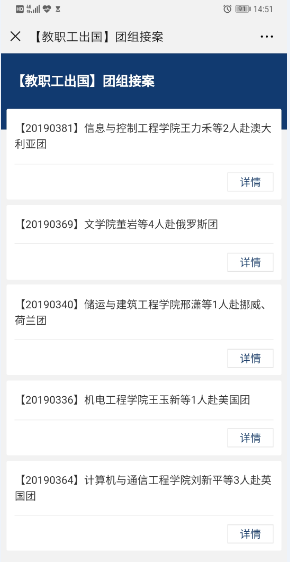 14:51
【教职工出国】团组接案
【教职工出国】团组接案
【20190381】信息与控制工程学院王力禾等2人赴澳大
利亚团
详情
【20190369】文学院董岩等4人赴俄罗斯团
详情
【20190340】储运与建筑工程学院邢潇等1人赴挪威、
荷兰团
详情
【20190336】机电工程学院王玉新等1人赴美国团
详情
【20190364】计算机与通信工程学院刘新平等3人赴英
国团
详情